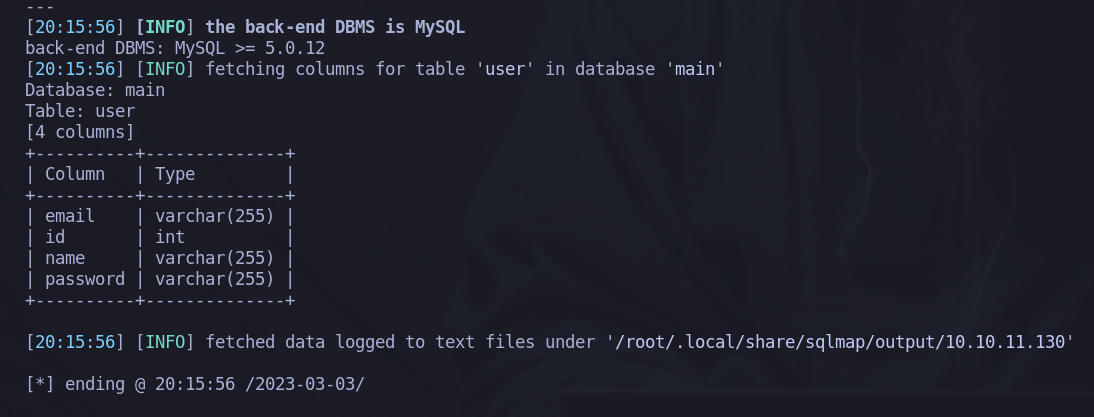 ---
[20:15:56] [INFO] the back-end DBMS is MySQL
back-end DBMS: MySQL >= 5.0.12
[20:15:56] [INFO] fetching columns for table 'user' in database 'main'
Database: main
Table: user
[4 columns]
+----------+--------------+
| Column   | Type         |
+----------+--------------+
| email    | varchar(255) |
| id       | int          |
| name     | varchar(255) |
| password | varchar(255) |
+----------+--------------+
[20:15:56] [INFO] fetched data logged to text files under '/root/.local/share/sqlmap/output/10.10.11.130'
[*] ending @ 20:15:56 /2023-03-03/